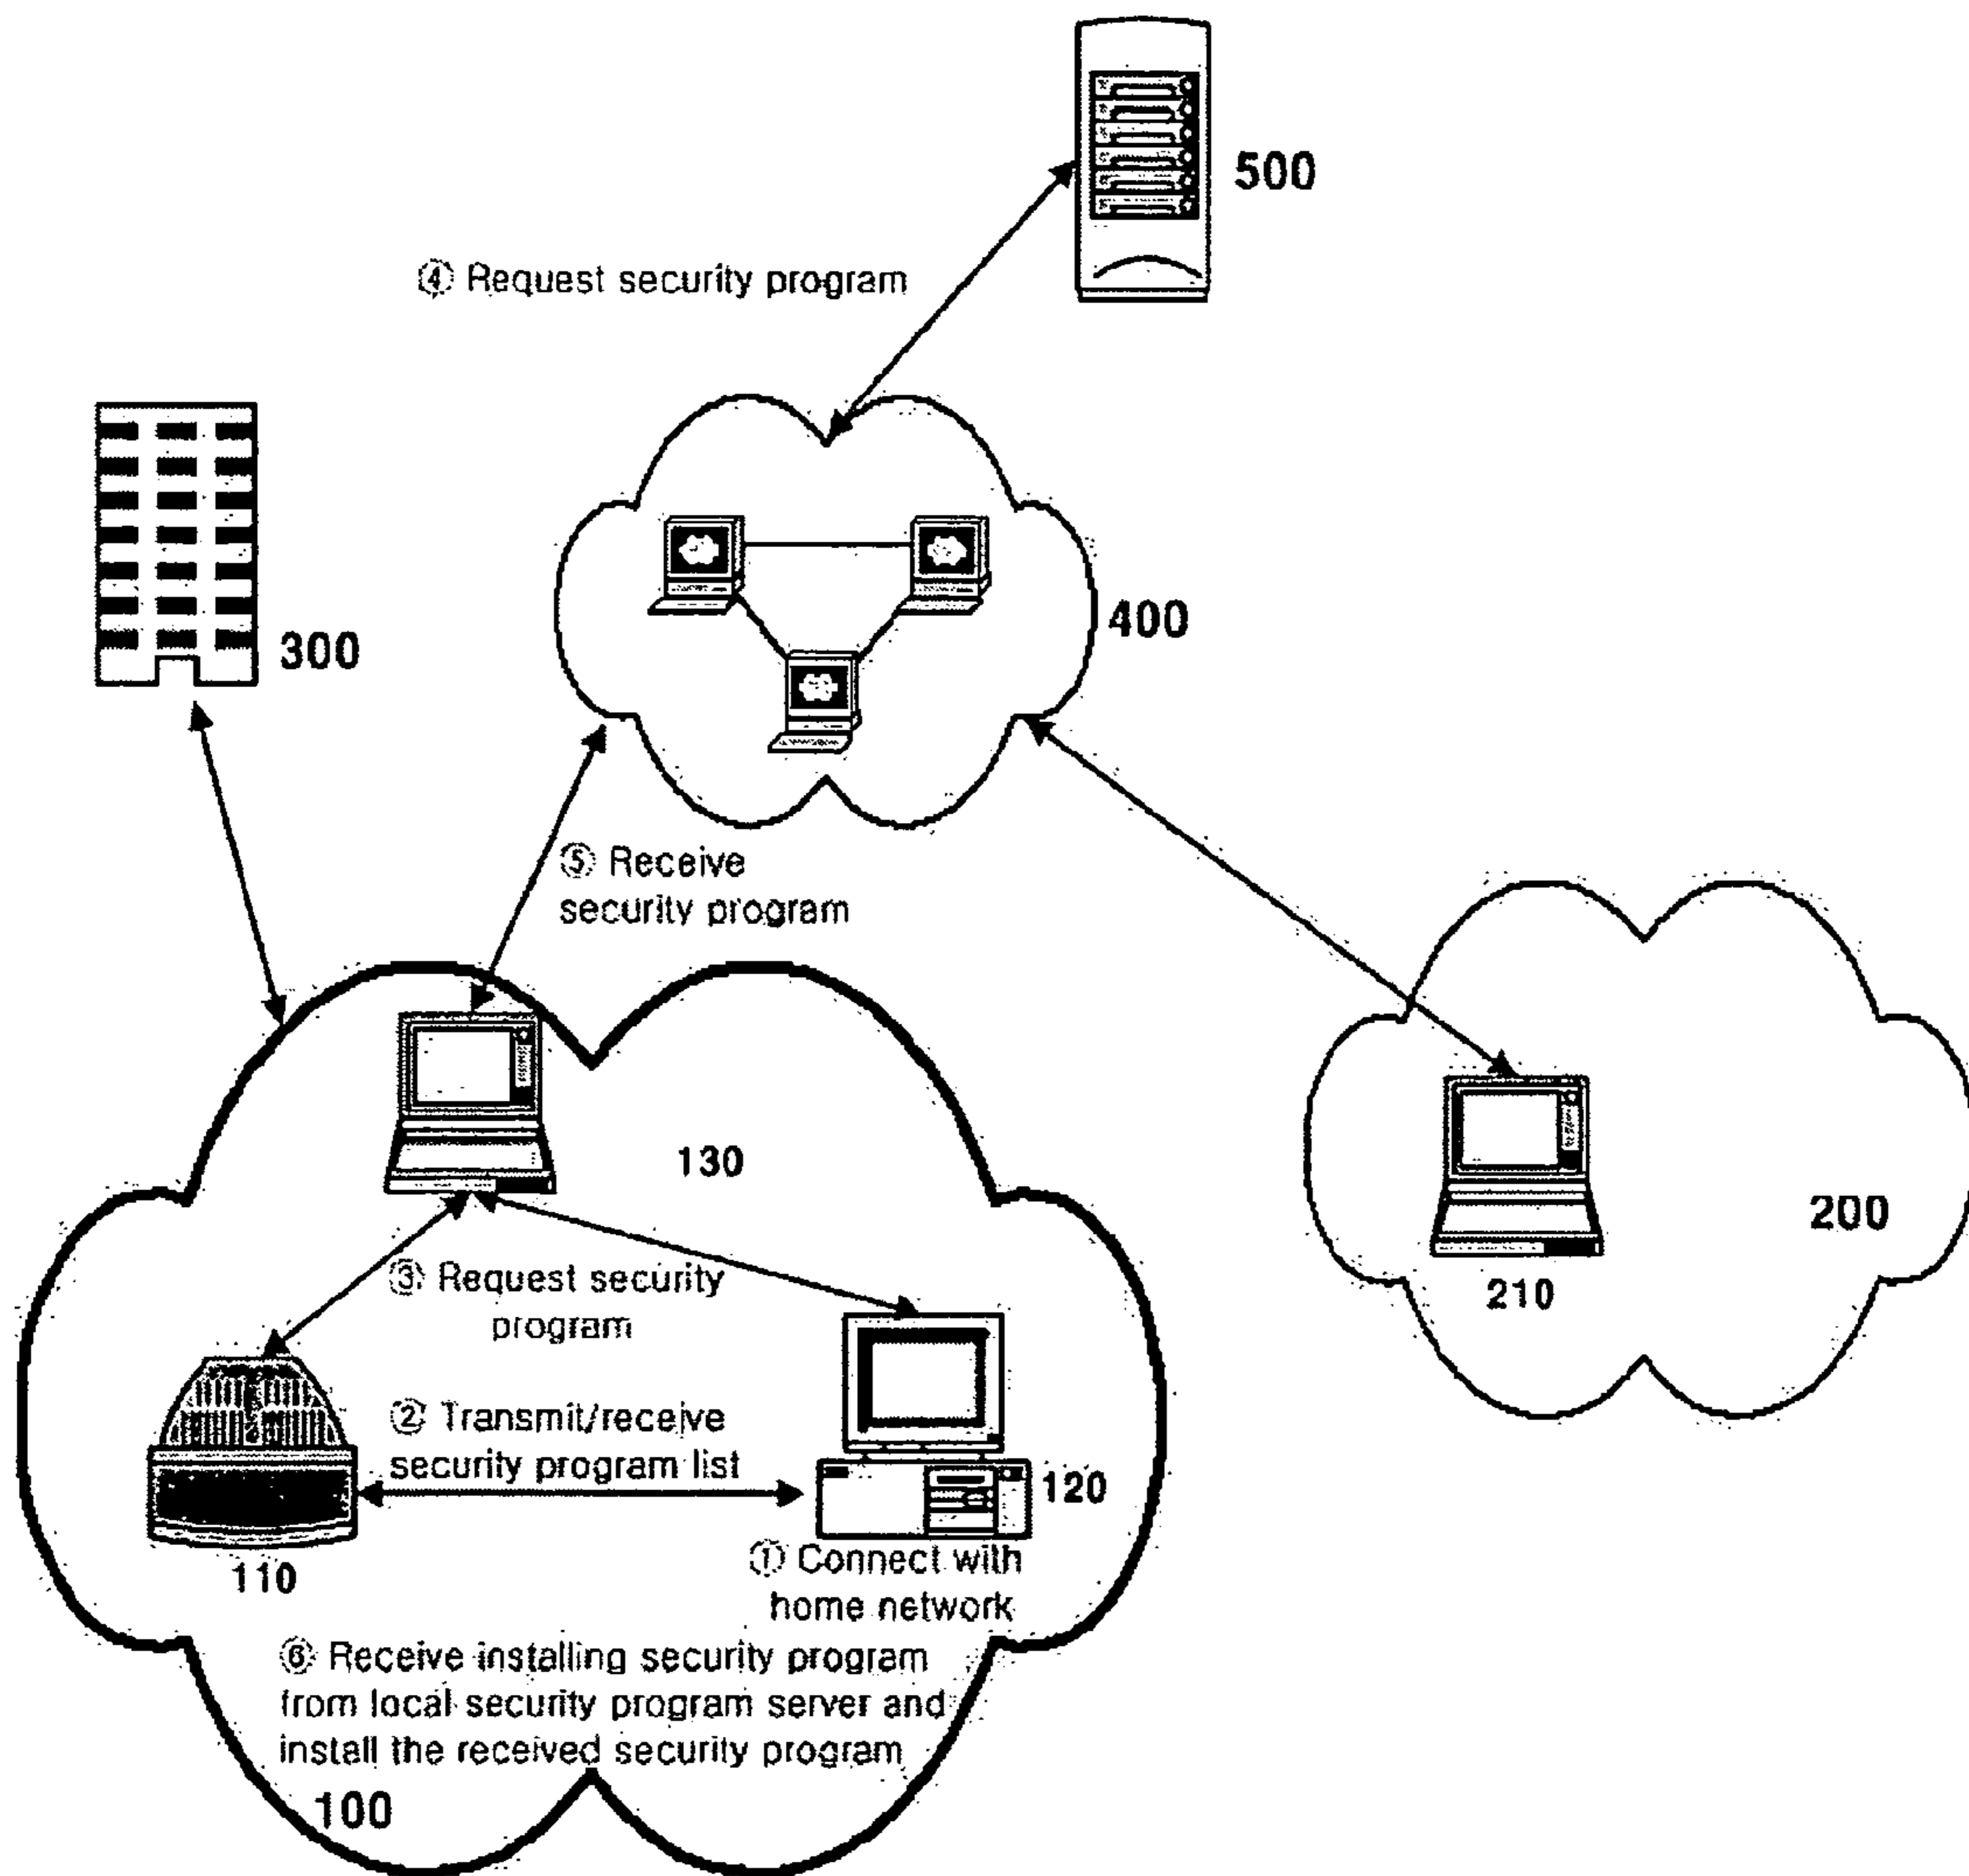 500
④ Request security program
300
400
⑤ Receive
security program
130
200
210
③ Request security
program
② Transmit/receive
security program list
120
110
① Connect with
home network
⑥ Receive installing security program
from local security program server and
install the received security program
100